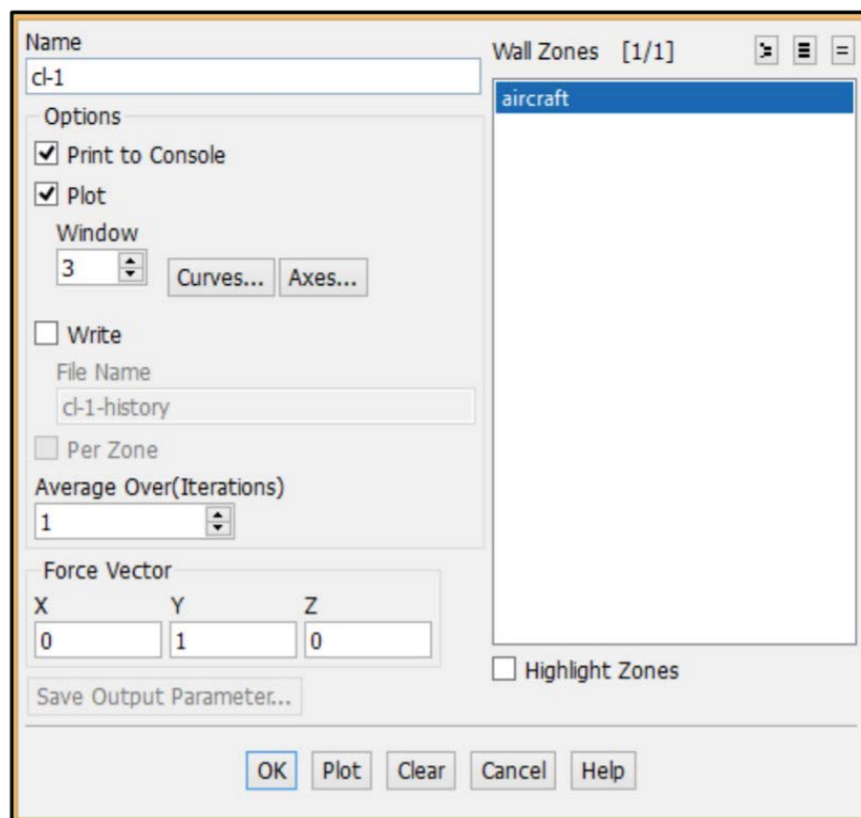 Name
cl-1
Options
Print to Console
Plot
Window
3
Curves... Axes...
Write
File Name
cl-1-history
Per Zone
Average Over(Iterations)
1
Force Vector
X Y Z
0 1 0
Save Output Parameter...
Wall Zones [1/1]
aircraft
Highlight Zones
OK Plot Clear Cancel Help